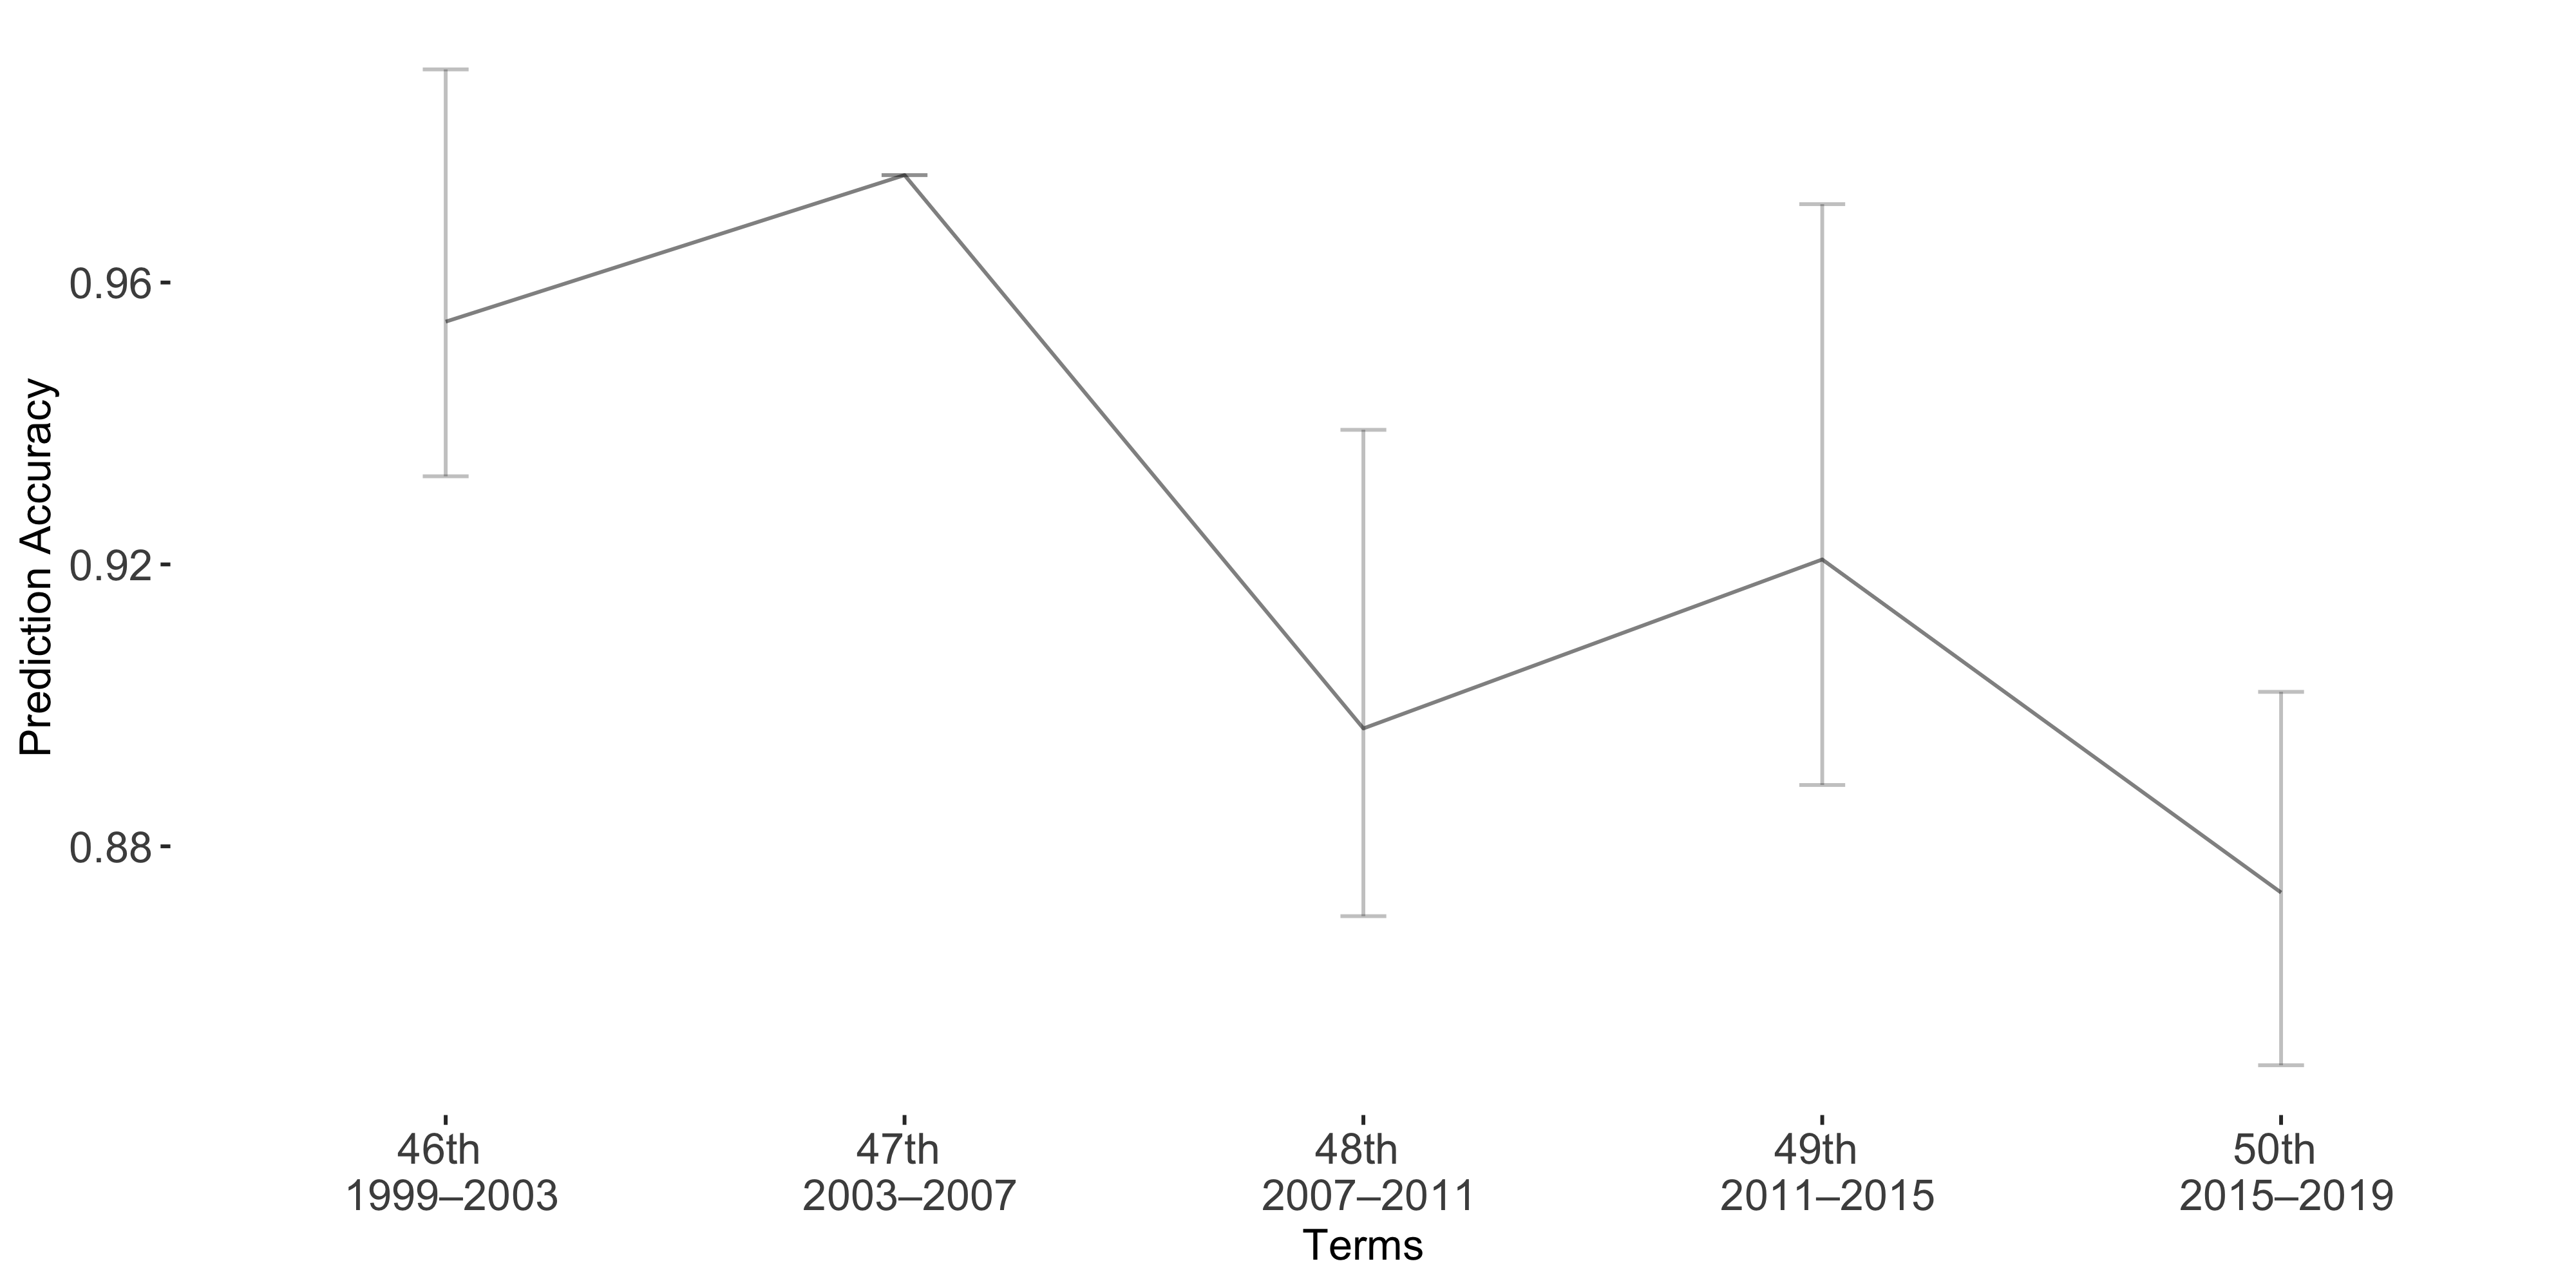 Prediction Accuracy
0.96
0.92
0.88
46th
1999–2003
47th
2003–2007
48th
2007–2011
49th
2011–2015
50th
2015–2019
Terms